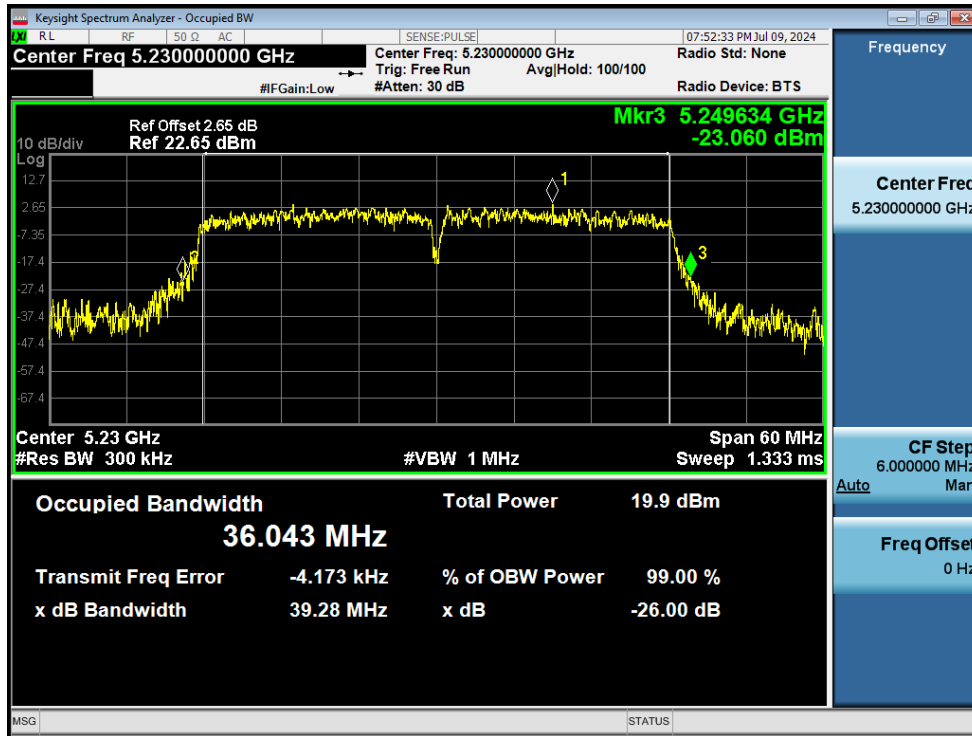 Keysight Spectrum Analyzer - Occupied BW
LXI RL RF 50 Ω AC SENSE:PULSE 07:52:33 PM Jul 09, 2024
Center Freq 5.230000000 GHz
Center Freq: 5.230000000 GHz
Radio Std: None
Trig: Free Run
Avg|Hold: 100/100
#IFGain:Low
#Atten: 30 dB
Radio Device: BTS
Frequency
Mkr3 5.249634 GHz
-23.060 dBm
Ref Offset 2.65 dB
10 dB/div
Ref 22.65 dBm
Log
12.7
2.65
-7.35
-17.4
-27.4
-37.4
-47.4
-57.4
-67.4
1
3
Center 5.23 GHz
Span 60 MHz
#Res BW 300 kHz
#VBW 1 MHz
Sweep 1.333 ms
Occupied Bandwidth
36.043 MHz
Total Power 19.9 dBm
Transmit Freq Error -4.173 kHz
% of OBW Power 99.00 %
x dB Bandwidth 39.28 MHz
x dB -26.00 dB
Center Freq
5.230000000 GHz
CF Step
6.000000 MHz
Auto Man
Freq Offset
0 Hz
MSG
STATUS